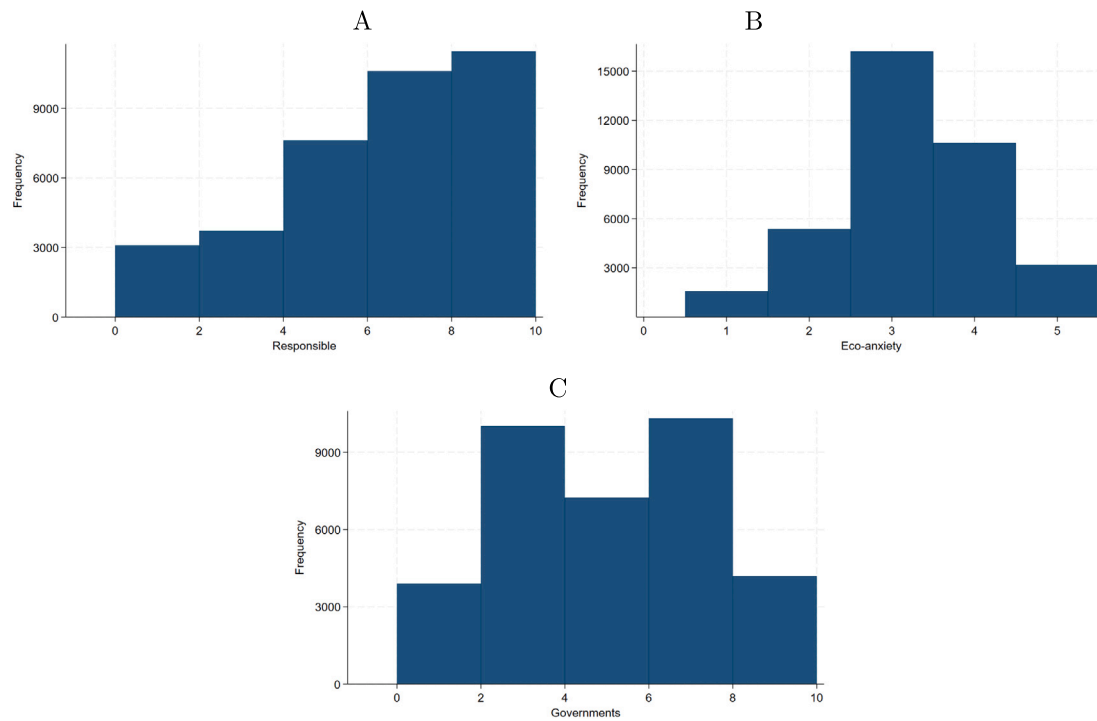 A
Frequency
9000
6000
3000
0
0 2 4 6 8 10
Responsible
B
Frequency
15000
12000
9000
6000
3000
0 1 2 3 4 5
Eco-anxiety
C
Frequency
9000
6000
3000
0
0 2 4 6 8 10
Governments